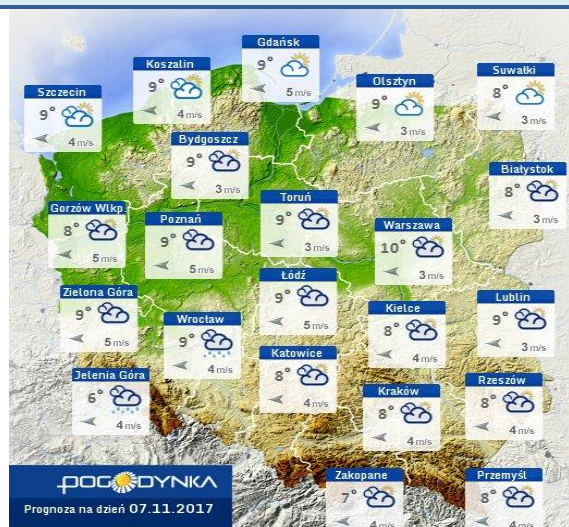 Gdańsk
9° 5 m/s
Koszalin
9° 4 m/s
Suwałki
8° 3 m/s
Olsztyn
9° 3 m/s
Szczecin
9° 4 m/s
Bydgoszcz
9° 3 m/s
Białystok
8° 3 m/s
Toruń
9° 3 m/s
Gorzów Wlkp
8° 5 m/s
Poznań
9° 5 m/s
Warszawa
10° 3 m/s
Łódź
9° 5 m/s
Zielona Góra
9° 5 m/s
Lublin
9° 3 m/s
Kielce
8° 4 m/s
Wrocław
9° 4 m/s
Katowice
8° 4 m/s
Jelenia Góra
6° 4 m/s
Rzeszów
8° 4 m/s
Kraków
8° 4 m/s
Zakopane
7° 4 m/s
Przemyśl
8° 4 m/s
POGODYNKA
Prognoza na dzień 07.11.2017